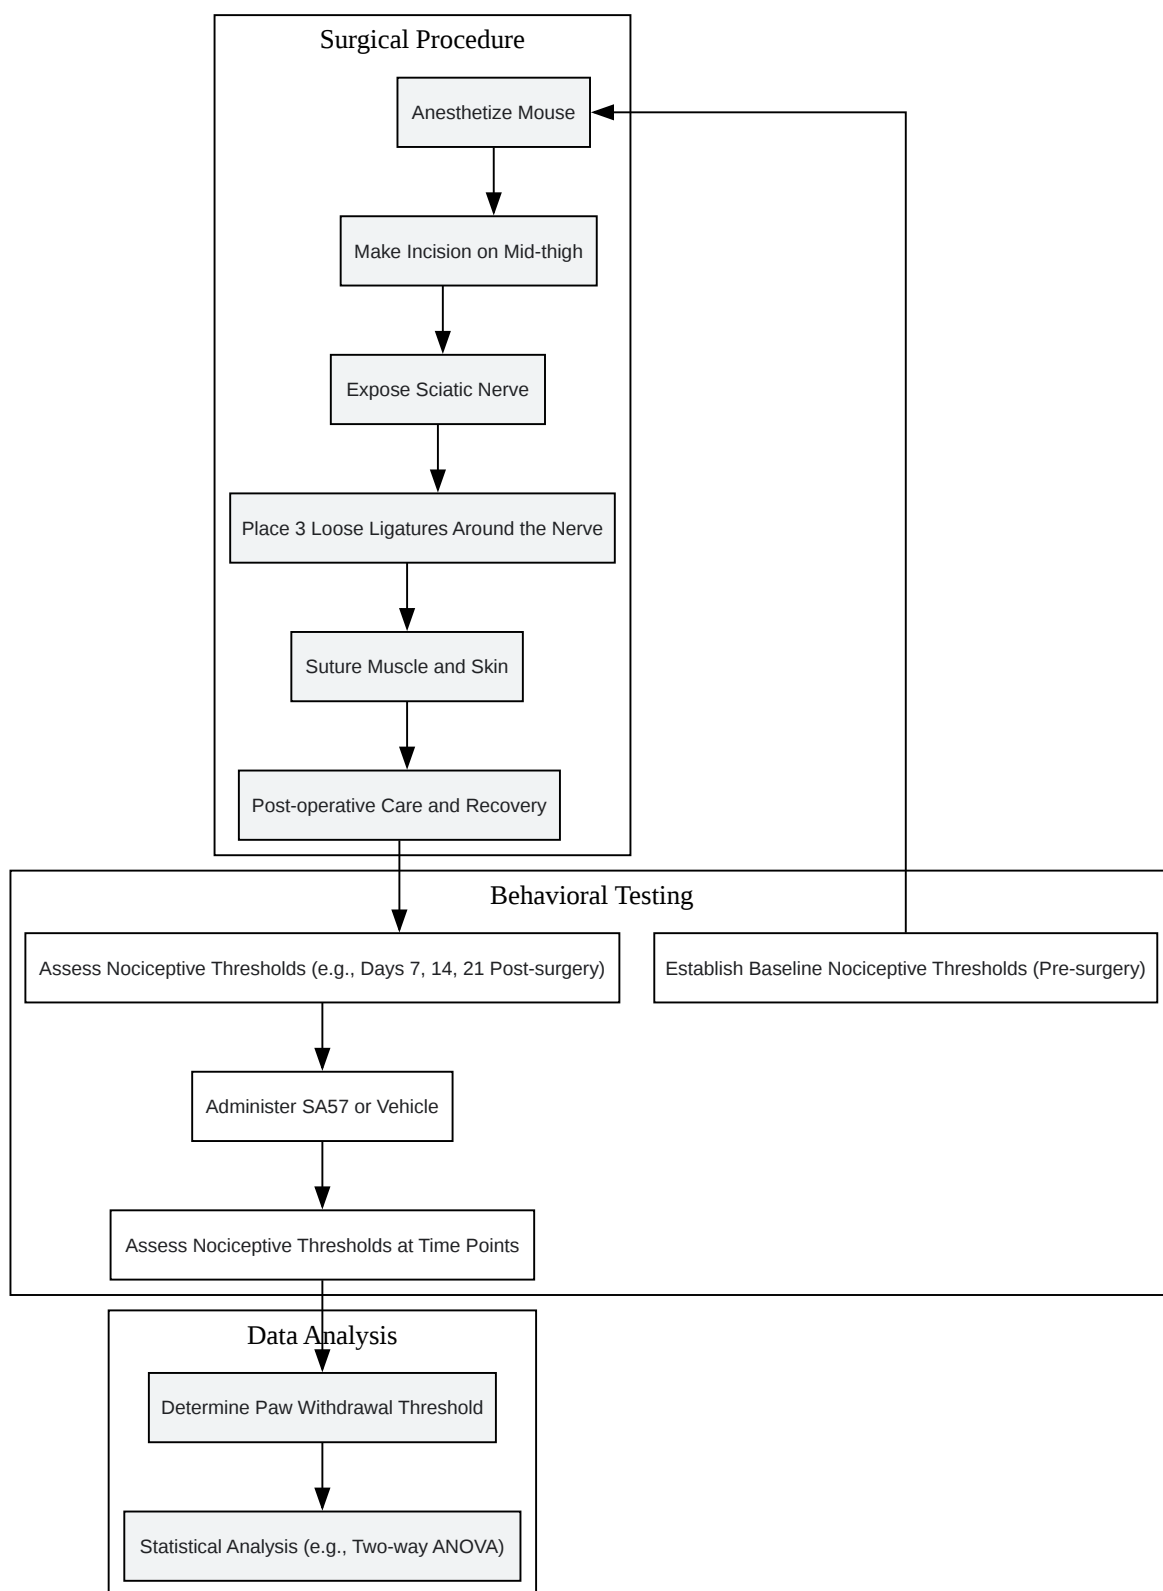 Surgical Procedure
Anesthetize Mouse
Make Incision on Mid-thigh
Expose Sciatic Nerve
Place 3 Loose Ligatures Around the Nerve
Suture Muscle and Skin
Post-operative Care and Recovery
Behavioral Testing
Assess Nociceptive Thresholds (e.g., Days 7, 14, 21 Post-surgery)
Establish Baseline Nociceptive Thresholds (Pre-surgery)
Administer SA57 or Vehicle
Assess Nociceptive Thresholds at Time Points
Data Analysis
Determine Paw Withdrawal Threshold
Statistical Analysis (e.g., Two-way ANOVA)